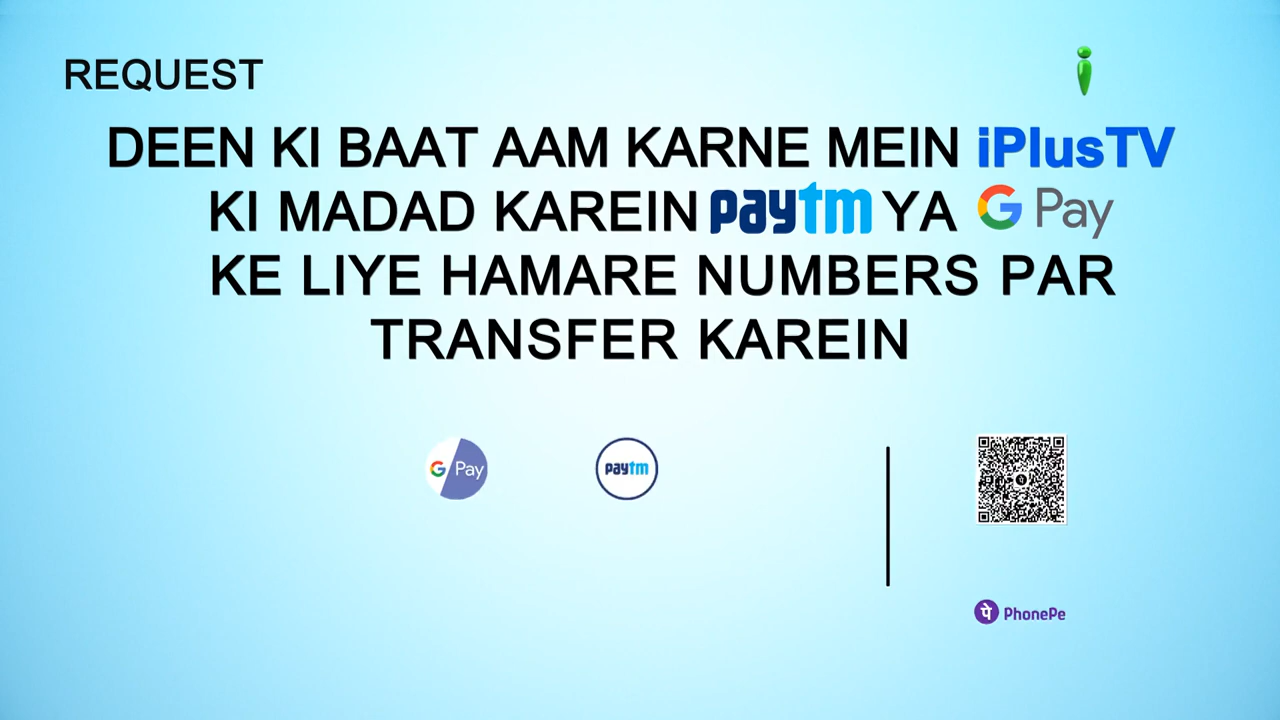 REQUEST
DEEN KI BAAT AAM KARNE MEIN iPlusTV
KI MADAD KAREIN paytm YA G Pay
KE LIYE HAMARE NUMBERS PAR
TRANSFER KAREIN
G Pay
paytm
पे PhonePe